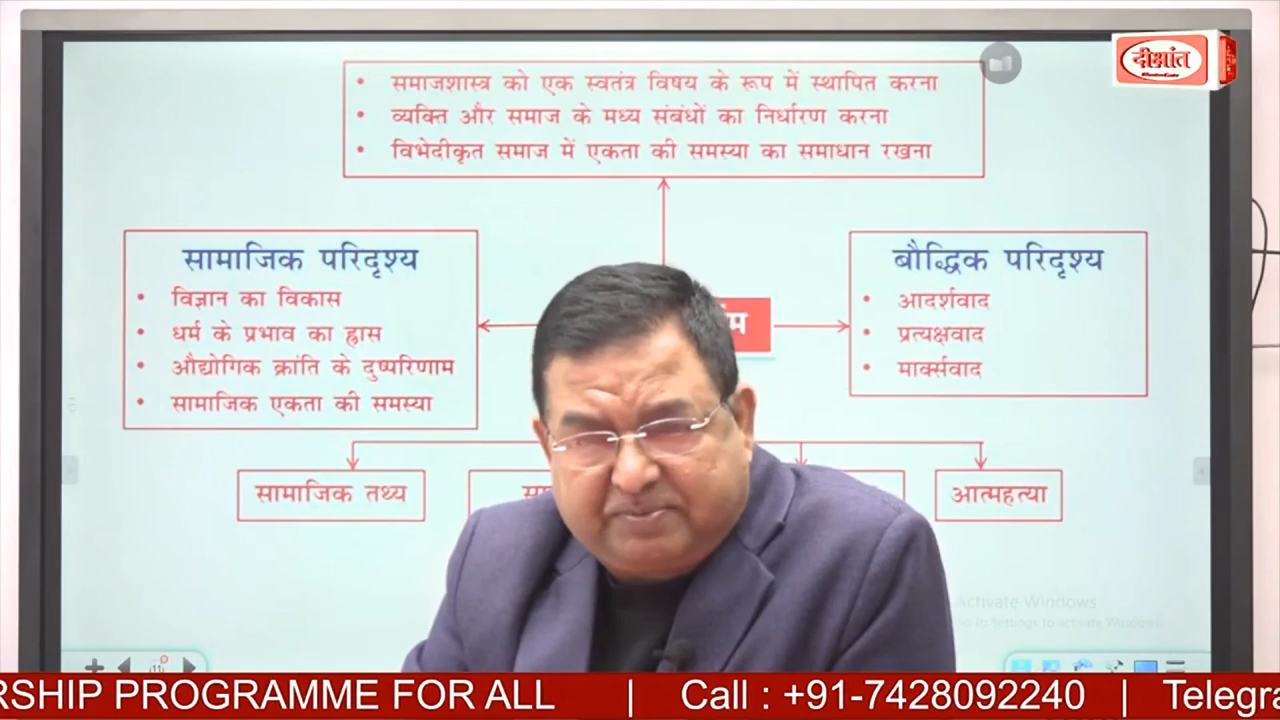 दीक्षांत
• समाजशास्त्र को एक स्वतंत्र विषय के रूप में स्थापित करना
• व्यक्ति और समाज के मध्य संबंधों का निर्धारण करना
• विभेदीकृत समाज में एकता की समस्या का समाधान रखना
सामाजिक परिदृश्य
• विज्ञान का विकास
• धर्म के प्रभाव का ह्रास
• औद्योगिक क्रांति के दुष्परिणाम
• सामाजिक एकता की समस्या
बौद्धिक परिदृश्य
• आदर्शवाद
• प्रत्यक्षवाद
• मार्क्सवाद
सामाजिक तथ्य
आत्महत्या
Activate Windows
Go to Settings to activate Windows.
RSHIP PROGRAMME FOR ALL | Call : +91-7428092240 | Telegra